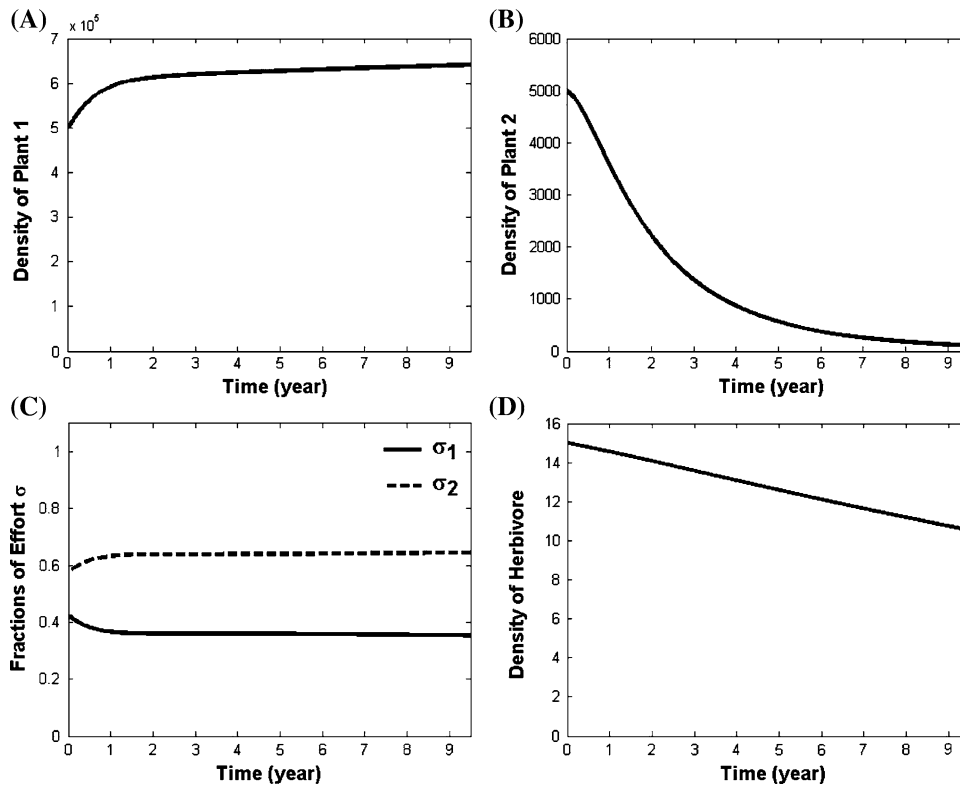 (A)
× 10⁵
7
6
5
4
3
2
1
0
Density of Plant 1
0 1 2 3 4 5 6 7 8 9
Time (year)
(B)
6000
5000
4000
3000
2000
1000
0
Density of Plant 2
0 1 2 3 4 5 6 7 8 9
Time (year)
(C)
1
0.8
0.6
0.4
0.2
0
Fractions of Effort σ
σ1
σ2
0 1 2 3 4 5 6 7 8 9
Time (year)
(D)
16
14
12
10
8
6
4
2
0
Density of Herbivore
0 1 2 3 4 5 6 7 8 9
Time (year)